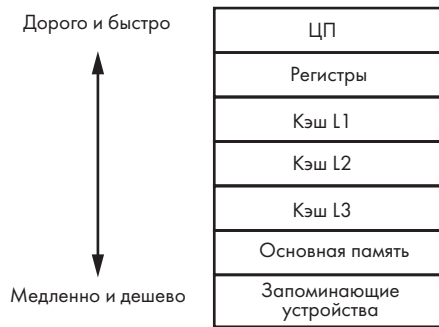 Дорого и быстро
Медленно и дешево
ЦП
Регистры
Кэш L1
Кэш L2
Кэш L3
Основная память
Запоминающие
устройства